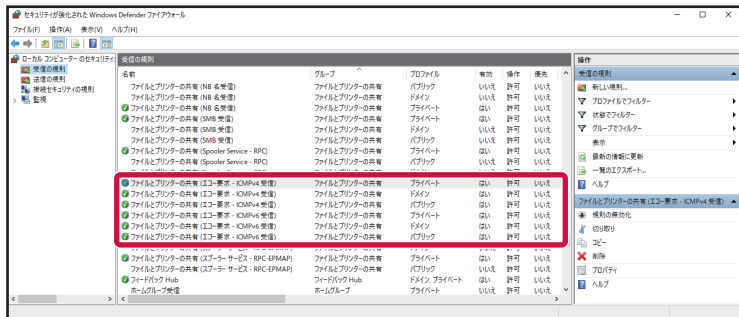 セキュリティが強化された Windows Defender ファイアウォール
ファイル(F) 操作(A) 表示(V) ヘルプ(H)
ローカル コンピューター のセキュリティ
受信の規則
送信の規則
接続セキュリティの規則
監視
受信の規則
名前 グループ プロファイル 有効 操作 優先
ファイルとプリンターの共有 (NB 名受信) ファイルとプリンターの共有 パブリック いいえ 許可 いいえ
ファイルとプリンターの共有 (NB 名受信) ファイルとプリンターの共有 ドメイン いいえ 許可 いいえ
ファイルとプリンターの共有 (NB 名受信) ファイルとプリンターの共有 プライベート はい 許可 いいえ
ファイルとプリンターの共有 (SMB 受信) ファイルとプリンターの共有 プライベート はい 許可 いいえ
ファイルとプリンターの共有 (SMB 受信) ファイルとプリンターの共有 ドメイン いいえ 許可 いいえ
ファイルとプリンターの共有 (SMB 受信) ファイルとプリンターの共有 パブリック いいえ 許可 いいえ
ファイルとプリンターの共有 (Spooler Service - RPC) ファイルとプリンターの共有 プライベート はい 許可 いいえ
ファイルとプリンターの共有 (Spooler Service - RPC) ファイルとプリンターの共有 パブリック いいえ 許可 いいえ
ファイルとプリンターの共有 (エコー要求 - ICMPv4 受信) ファイルとプリンターの共有 プライベート はい 許可 いいえ
ファイルとプリンターの共有 (エコー要求 - ICMPv4 受信) ファイルとプリンターの共有 ドメイン はい 許可 いいえ
ファイルとプリンターの共有 (エコー要求 - ICMPv4 受信) ファイルとプリンターの共有 パブリック はい 許可 いいえ
ファイルとプリンターの共有 (エコー要求 - ICMPv6 受信) ファイルとプリンターの共有 プライベート はい 許可 いいえ
ファイルとプリンターの共有 (エコー要求 - ICMPv6 受信) ファイルとプリンターの共有 ドメイン はい 許可 いいえ
ファイルとプリンターの共有 (エコー要求 - ICMPv6 受信) ファイルとプリンターの共有 パブリック はい 許可 いいえ
ファイルとプリンターの共有 (スプーラー サービス - RPC-EPMAP) ファイルとプリンターの共有 プライベート はい 許可 いいえ
ファイルとプリンターの共有 (スプーラー サービス - RPC-EPMAP) ファイルとプリンターの共有 パブリック いいえ 許可 いいえ
フィードバック Hub フィードバック Hub ドメイン, プライベート はい 許可 いいえ
ホームグループ受信 ホームグループ プライベート いいえ 許可 いいえ
操作
受信の規則
新しい規則...
プロファイルでフィルター
状態でフィルター
グループでフィルター
表示
最新の情報に更新
一覧のエクスポート...
ヘルプ
ファイルとプリンターの共有 (エコー要求 - ICMPv4 受信)
規則の無効化
切り取り
コピー
削除
プロパティ
ヘルプ